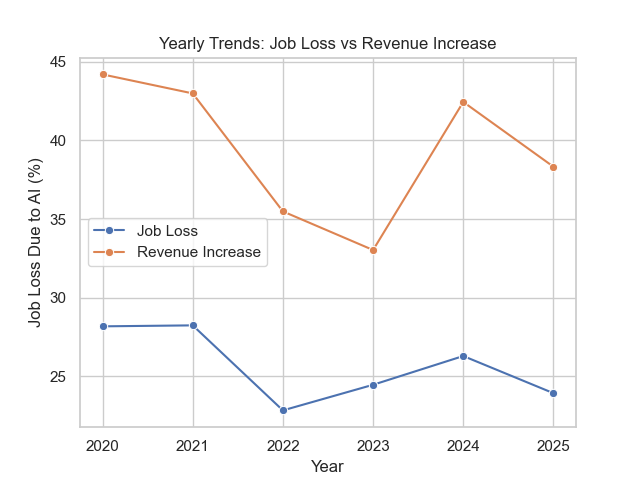 Yearly Trends: Job Loss vs Revenue Increase
Job Loss Due to AI (%)
45
40
35
30
25
Job Loss
Revenue Increase
2020 2021 2022 2023 2024 2025
Year